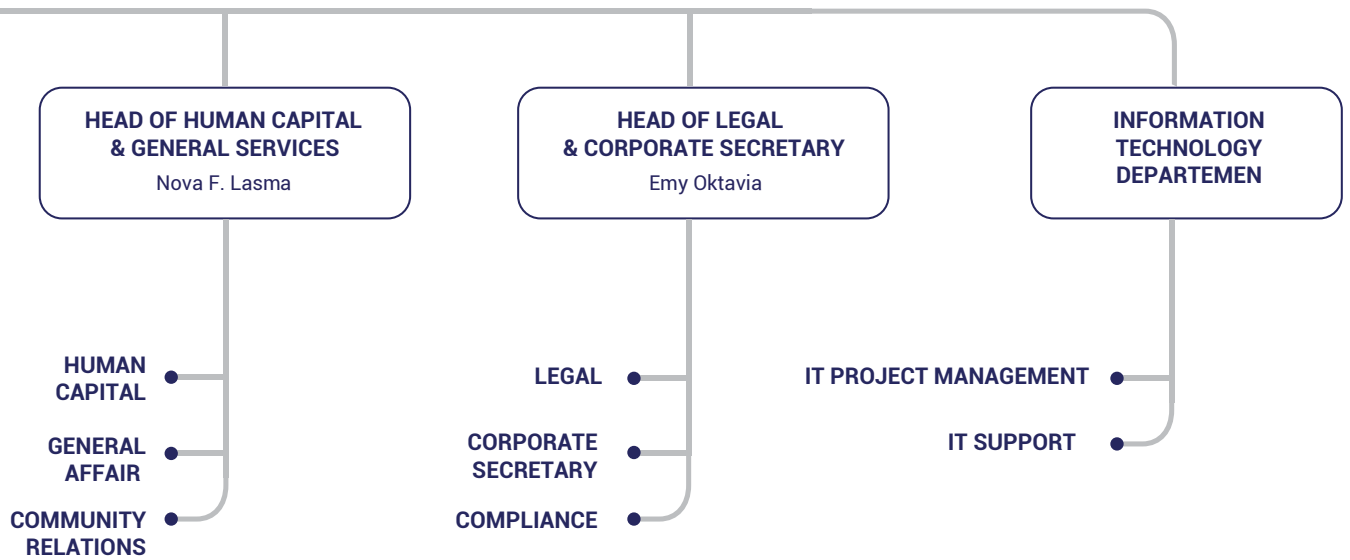 HEAD OF HUMAN CAPITAL
& GENERAL SERVICES
Nova F. Lasma
HUMAN
CAPITAL
GENERAL
AFFAIR
COMMUNITY
RELATIONS
HEAD OF LEGAL
& CORPORATE SECRETARY
Emy Oktavia
LEGAL
CORPORATE
SECRETARY
COMPLIANCE
INFORMATION
TECHNOLOGY
DEPARTEMEN
IT PROJECT MANAGEMENT
IT SUPPORT